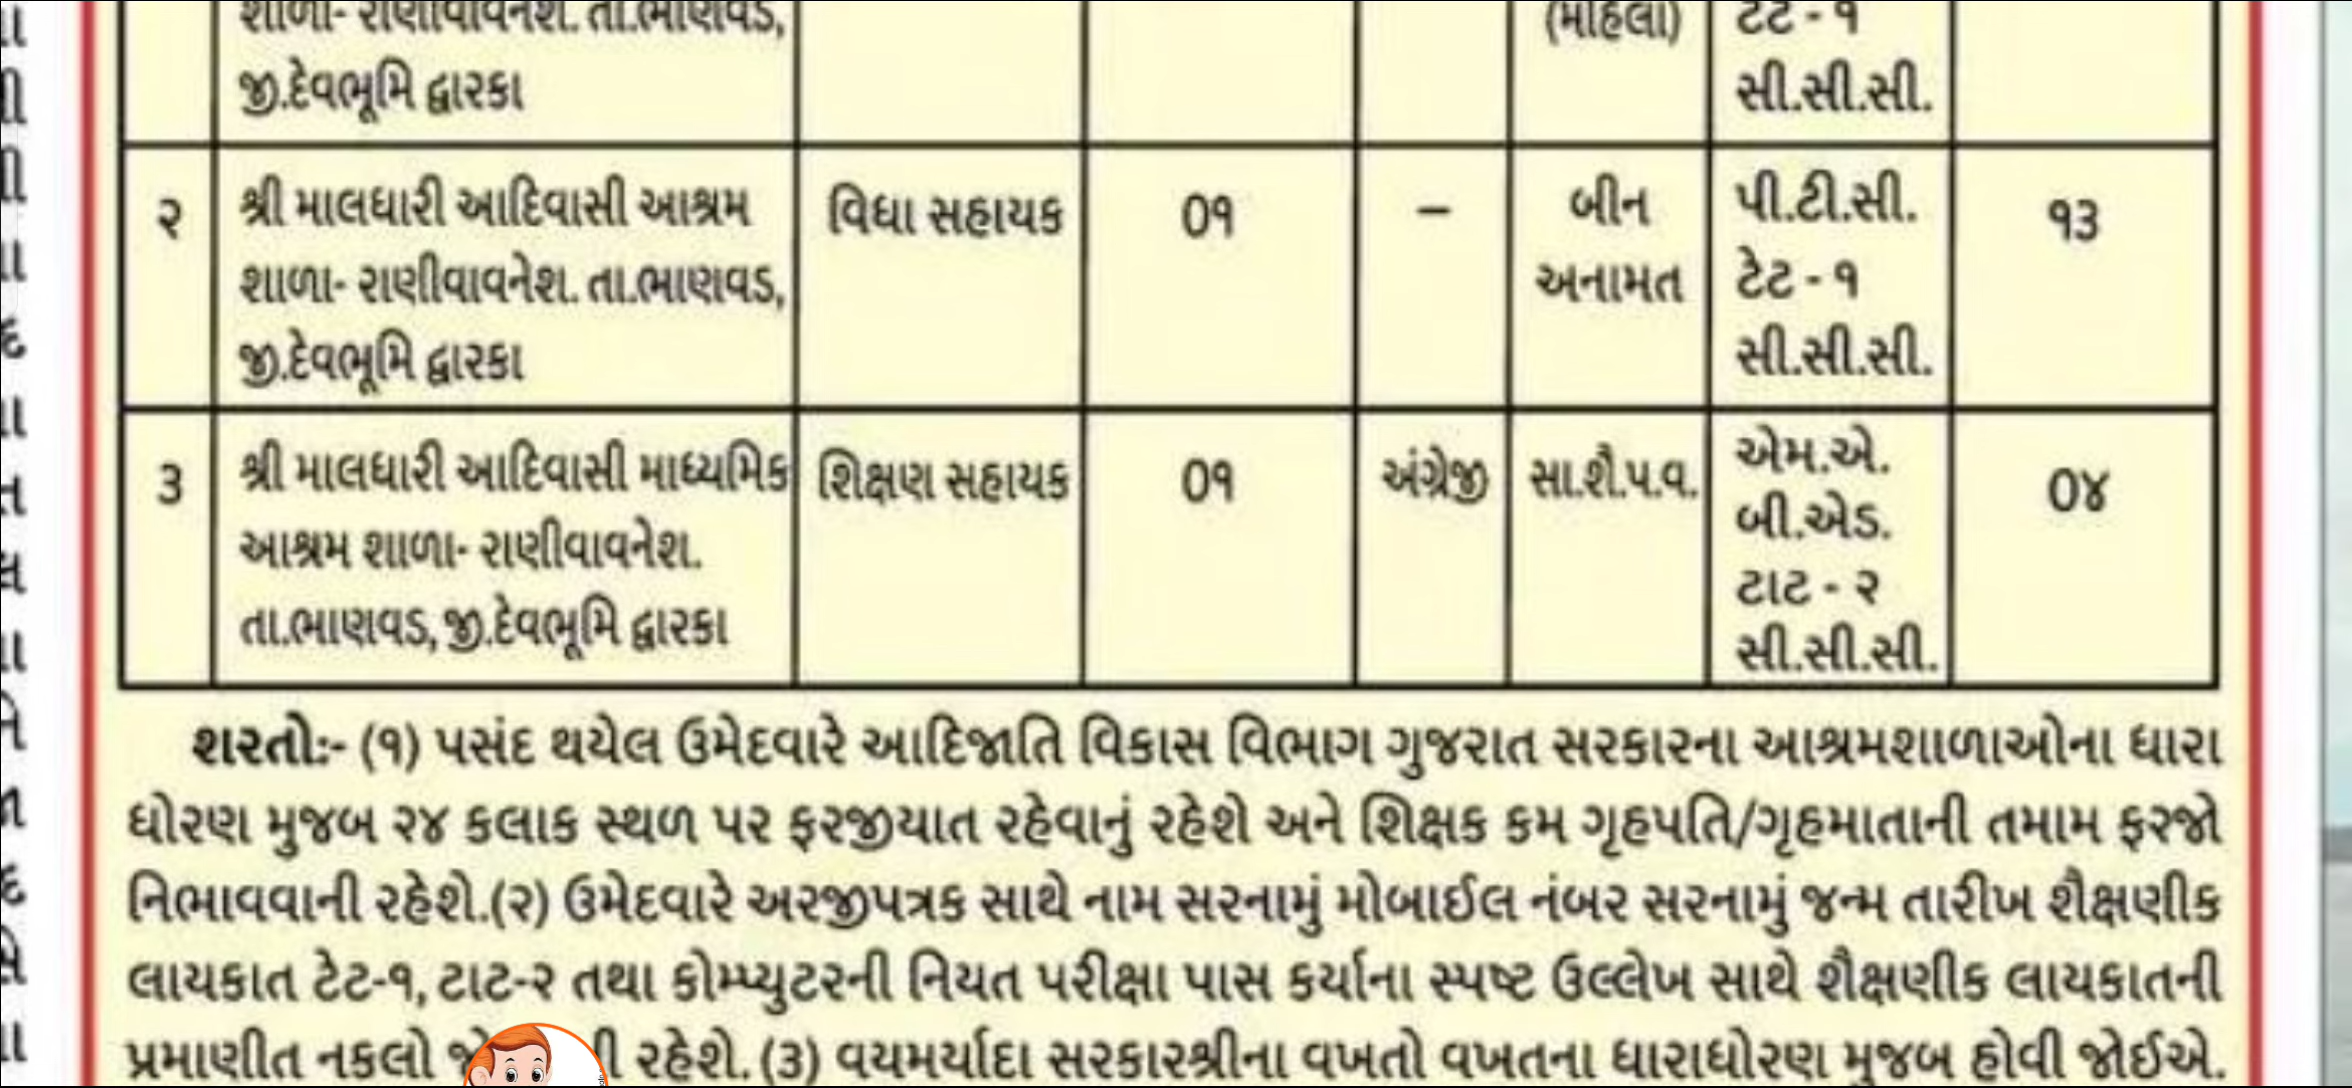 શાળા- રાણીવાવનેશ. તા.ભાણવડ,
જી.દેવભૂમિ દ્વારકા
(મહિલા)
ટેટ - ૧
સી.સી.સી.
૨
શ્રી માલધારી આદિવાસી આશ્રમ
શાળા- રાણીવાવનેશ. તા.ભાણવડ,
જી.દેવભૂમિ દ્વારકા
વિધા સહાયક
૦૧
–
બીન
અનામત
પી.ટી.સી.
ટેટ - ૧
સી.સી.સી.
૧૩
૩
શ્રી માલધારી આદિવાસી માધ્યમિક
આશ્રમ શાળા- રાણીવાવનેશ.
તા.ભાણવડ, જી.દેવભૂમિ દ્વારકા
શિક્ષણ સહાયક
૦૧
અંગ્રેજી
સા.શૈ.પ.વ.
એમ.એ.
બી.એડ.
ટાટ - ૨
સી.સી.સી.
૦૪
શરતોઃ- (૧) પસંદ થયેલ ઉમેદવારે આદિજાતિ વિકાસ વિભાગ ગુજરાત સરકારના આશ્રમશાળાઓના ધારા
ધોરણ મુજબ ૨૪ કલાક સ્થળ પર ફરજીયાત રહેવાનું રહેશે અને શિક્ષક કમ ગૃહપતિ/ગૃહમાતાની તમામ ફરજો
નિભાવવાની રહેશે.(૨) ઉમેદવારે અરજીપત્રક સાથે નામ સરનામું મોબાઈલ નંબર સરનામું જન્મ તારીખ શૈક્ષણીક
લાયકાત ટેટ-૧, ટાટ-૨ તથા કોમ્પ્યુટરની નિયત પરીક્ષા પાસ કર્યાના સ્પષ્ટ ઉલ્લેખ સાથે શૈક્ષણીક લાયકાતની
પ્રમાણીત નકલો રહેશે. (૩) વયમર્યાદા સરકારશ્રીના વખતો વખતના ધારાધોરણ મુજબ હોવી જોઈએ.